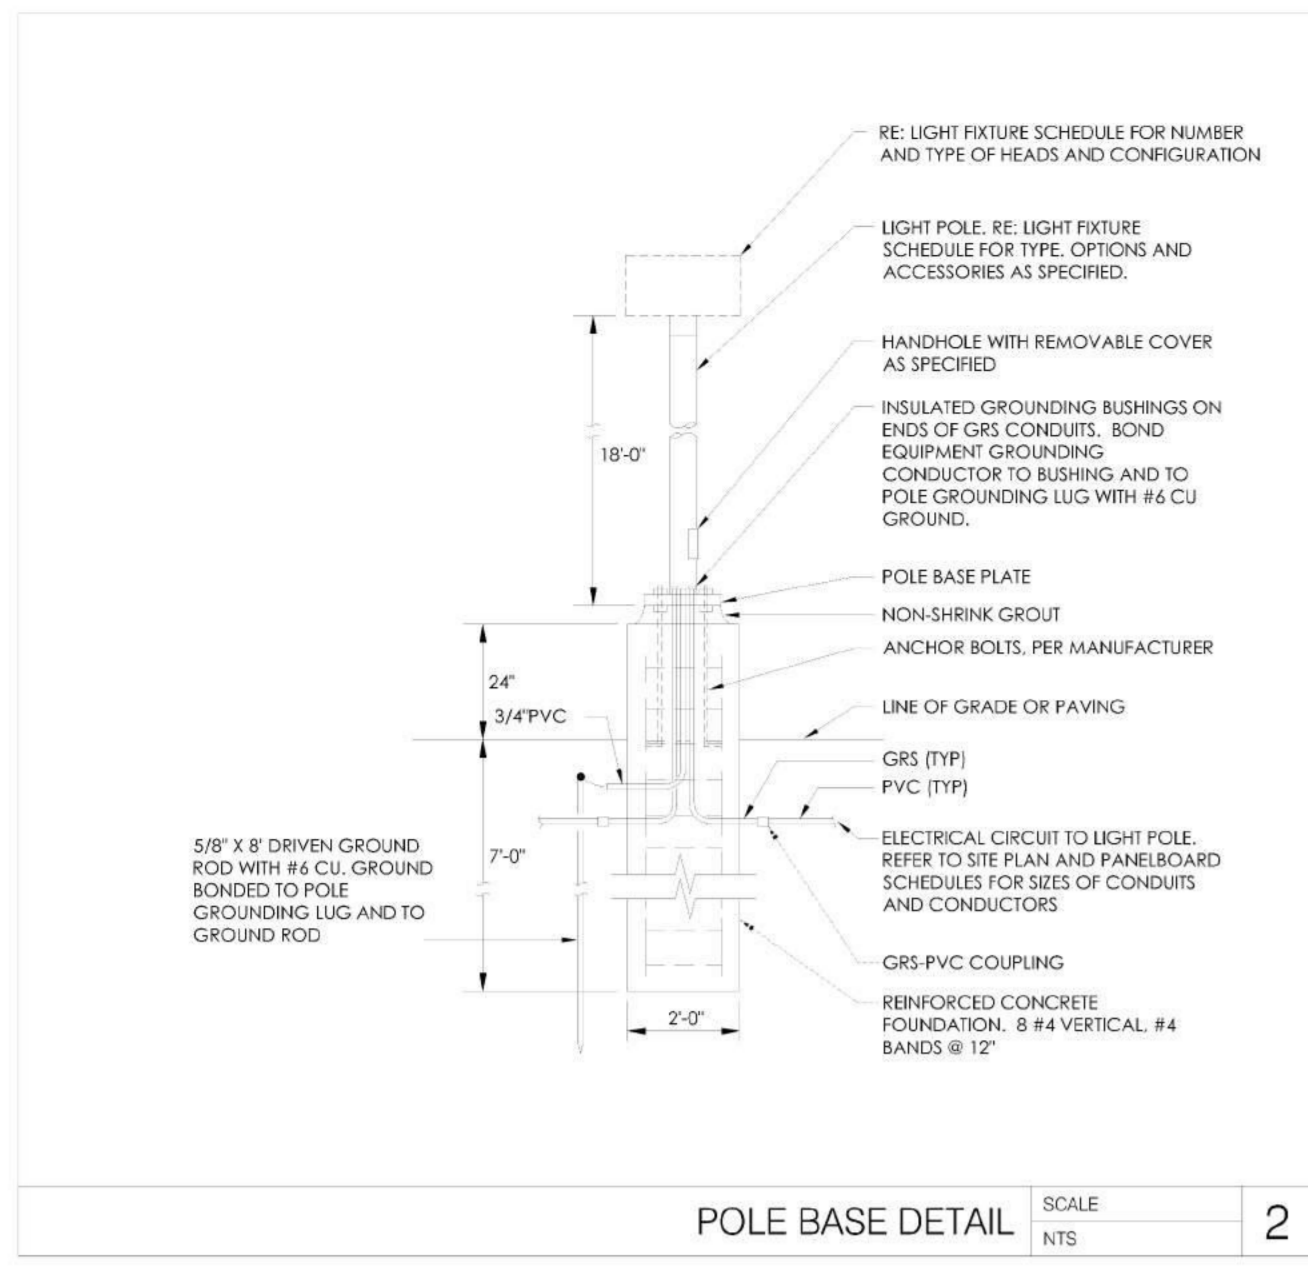 RE: LIGHT FIXTURE SCHEDULE FOR NUMBER
AND TYPE OF HEADS AND CONFIGURATION
LIGHT POLE. RE: LIGHT FIXTURE
SCHEDULE FOR TYPE. OPTIONS AND
ACCESSORIES AS SPECIFIED.
HANDHOLE WITH REMOVABLE COVER
AS SPECIFIED
INSULATED GROUNDING BUSHINGS ON
ENDS OF GRS CONDUITS. BOND
EQUIPMENT GROUNDING
CONDUCTOR TO BUSHING AND TO
POLE GROUNDING LUG WITH #6 CU
GROUND.
18'-0"
POLE BASE PLATE
NON-SHRINK GROUT
ANCHOR BOLTS, PER MANUFACTURER
24"
3/4"PVC
LINE OF GRADE OR PAVING
GRS (TYP)
PVC (TYP)
ELECTRICAL CIRCUIT TO LIGHT POLE.
REFER TO SITE PLAN AND PANELBOARD
SCHEDULES FOR SIZES OF CONDUITS
AND CONDUCTORS
5/8" X 8' DRIVEN GROUND
ROD WITH #6 CU. GROUND
BONDED TO POLE
GROUNDING LUG AND TO
GROUND ROD
7'-0"
GRS-PVC COUPLING
REINFORCED CONCRETE
FOUNDATION. 8 #4 VERTICAL, #4
BANDS @ 12"
2'-0"
POLE BASE DETAIL
SCALE
NTS
2